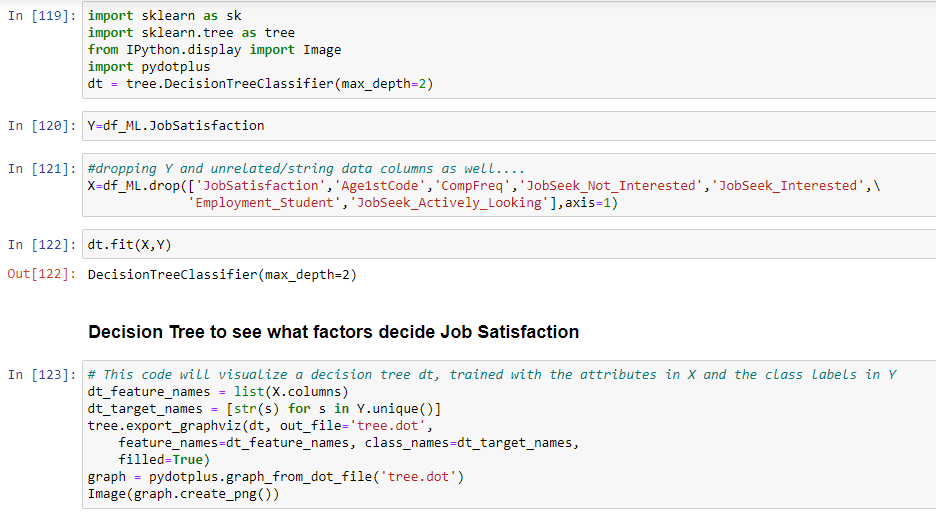 In [119]: import sklearn as sk
import sklearn.tree as tree
from IPython.display import Image
import pydotplus
dt = tree.DecisionTreeClassifier(max_depth=2)
In [120]: Y=df_ML.JobSatisfaction
In [121]: #dropping Y and unrelated/string data columns as well....
X=df_ML.drop(['JobSatisfaction','Age1stCode','CompFreq','JobSeek_Not_Interested','JobSeek_Interested',\
'Employment_Student','JobSeek_Actively_Looking'],axis=1)
In [122]: dt.fit(X,Y)
Out[122]: DecisionTreeClassifier(max_depth=2)
Decision Tree to see what factors decide Job Satisfaction
In [123]: # This code will visualize a decision tree dt, trained with the attributes in X and the class labels in Y
dt_feature_names = list(X.columns)
dt_target_names = [str(s) for s in Y.unique()]
tree.export_graphviz(dt, out_file='tree.dot',
feature_names=dt_feature_names, class_names=dt_target_names,
filled=True)
graph = pydotplus.graph_from_dot_file('tree.dot')
Image(graph.create_png())